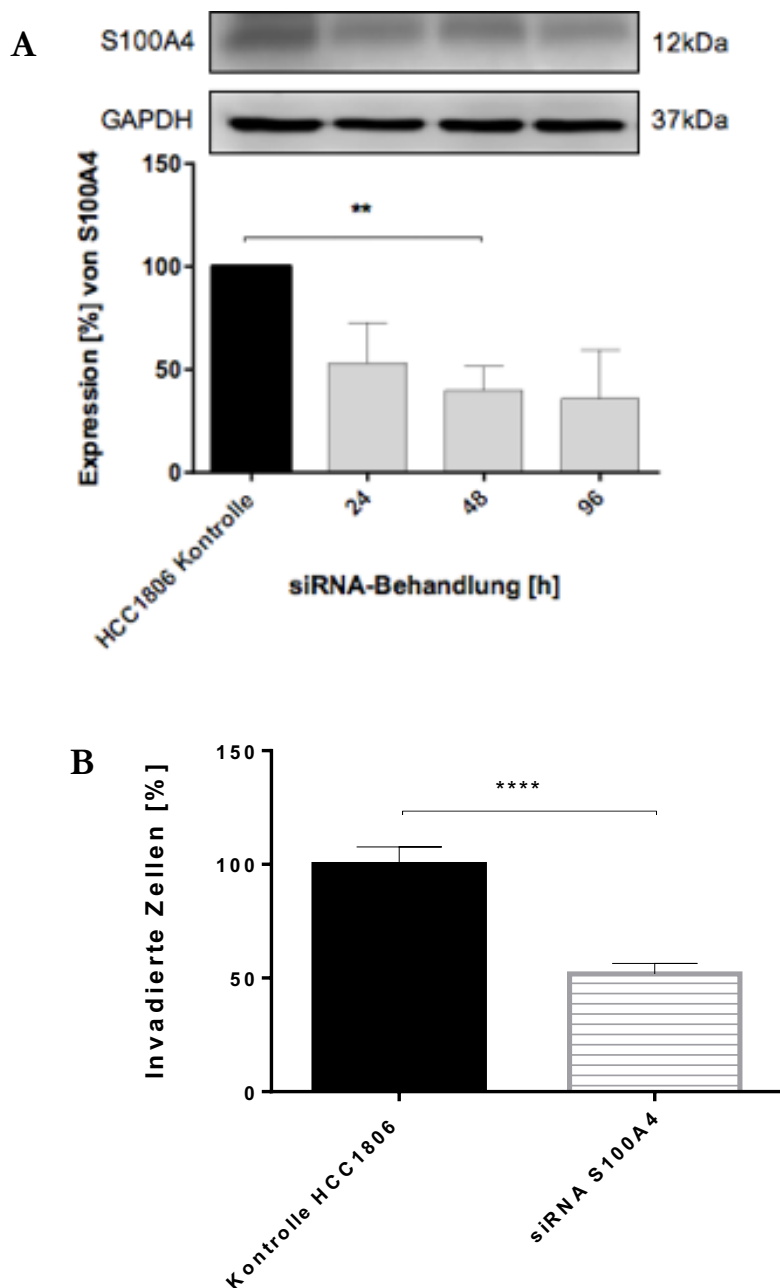 A
S100A4
12kDa
GAPDH
37kDa
Expression [%] von S100A4
150
**
100
50
0
HCC1806 Kontrolle
24
48
96
siRNA-Behandlung [h]
B
Invadierte Zellen [%]
150
****
100
50
0
Kontrolle HCC1806
siRNA S100A4